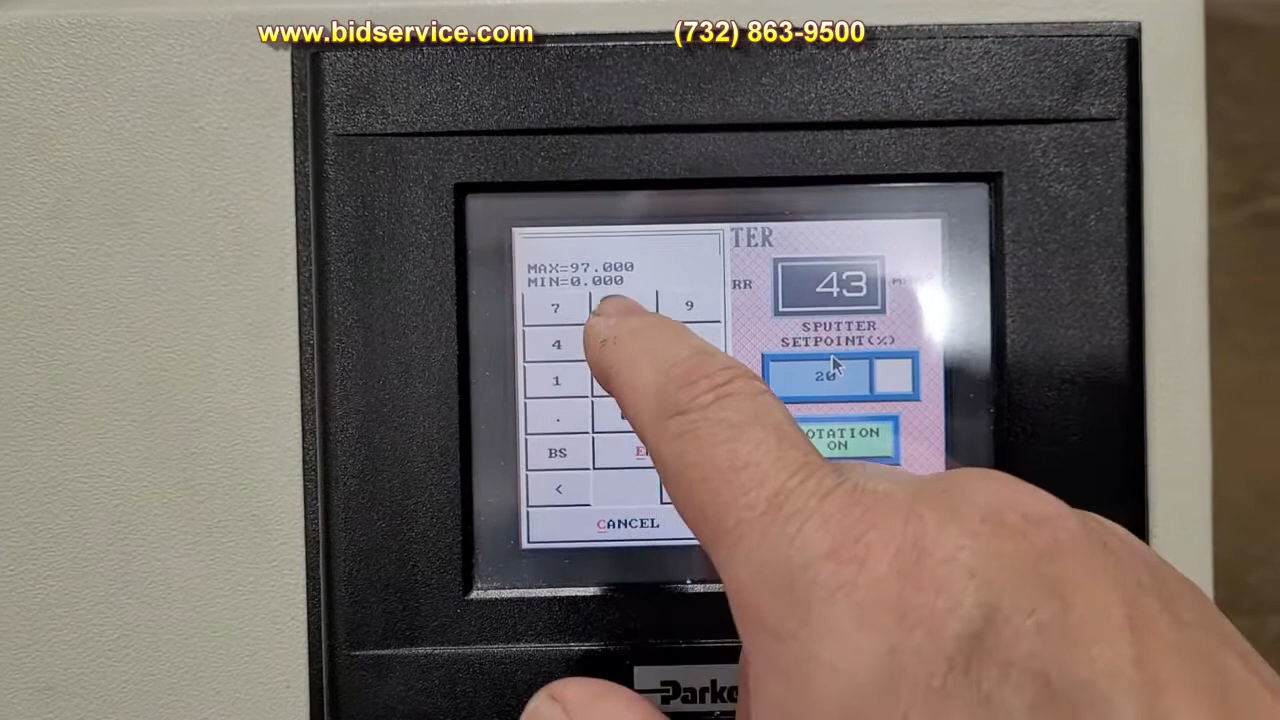 www.bidservice.com (732) 863-9500
TER
MAX=97.000
MIN=0.000
RR 43
7 9
SPUTTER
SETPOINT(%)
4
20
1
.
OTATION
ON
BS E
<
CANCEL
Parke